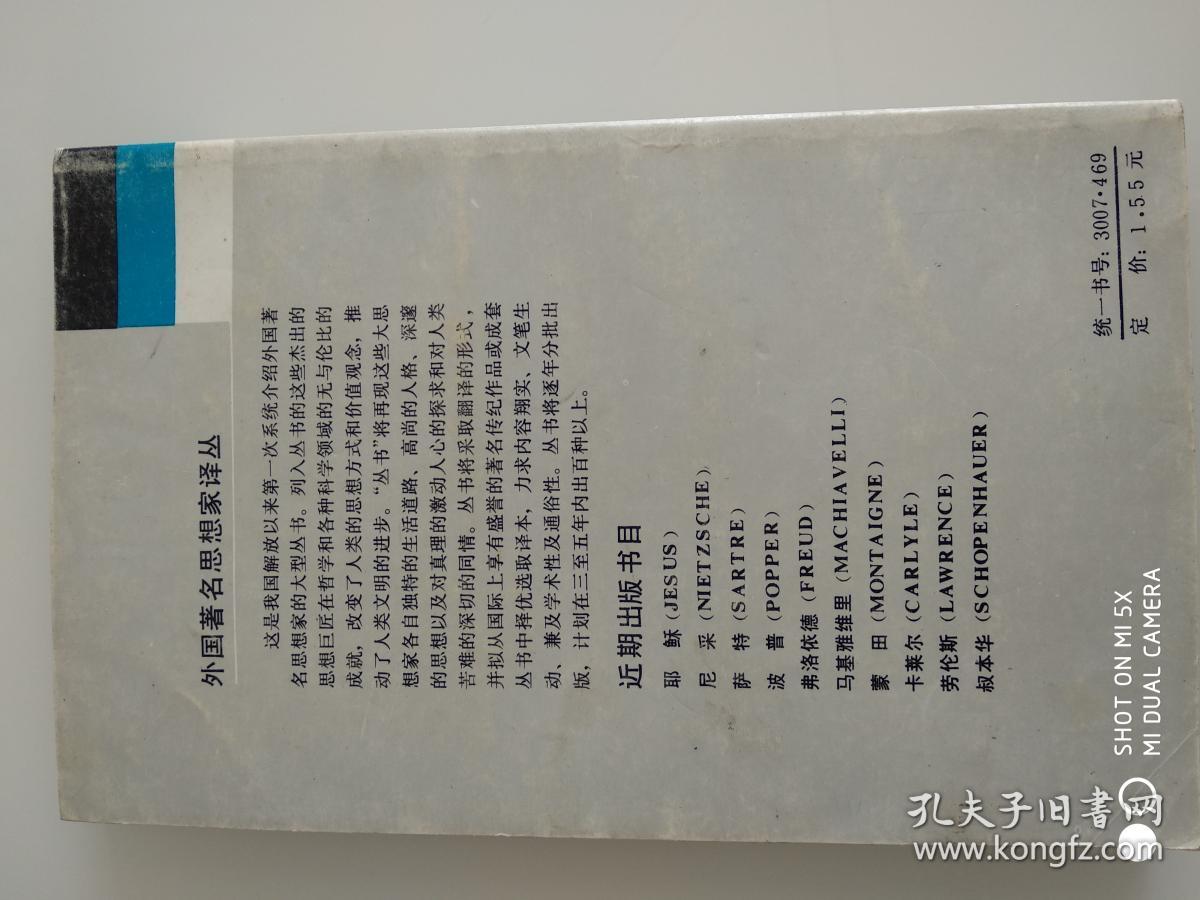 外国著名思想家译丛
这是我国解放以来第一次系统介绍外国著
名思想家的大型丛书。列入丛书的这些杰出的
思想巨匠在哲学和各种科学领域的无与伦比的
成就，改变了人类的思想方式和价值观念，推
动了人类文明的进步。“丛书”将再现这些大思
想家各自独特的生活道路、高尚的人格、深邃
的思想以及对真理的激动人心的探求和对人类
苦难的深切的同情。丛书将采取翻译的形式，
并拟从国际上享有盛誉的著名传纪作品或成套
丛书中择优选取译本，力求内容翔实、文笔生
动、兼及学术性及通俗性。丛书将逐年分批出
版，计划在三至五年内出百种以上。
近期出版书目
耶 稣（JESUS）
尼 采（NIETZSCHE）
萨 特（SARTRE）
波 普（POPPER）
弗洛依德（FREUD）
马基雅维里（MACHIAVELLI）
蒙 田（MONTAIGNE）
卡莱尔（CARLYLE）
劳伦斯（LAWRENCE）
叔本华（SCHOPENHAUER）
统一书号：3007·469
定 价：1.55元
SHOT ON MI 5X
MI DUAL CAMERA
孔夫子旧書网
www.kongfz.com